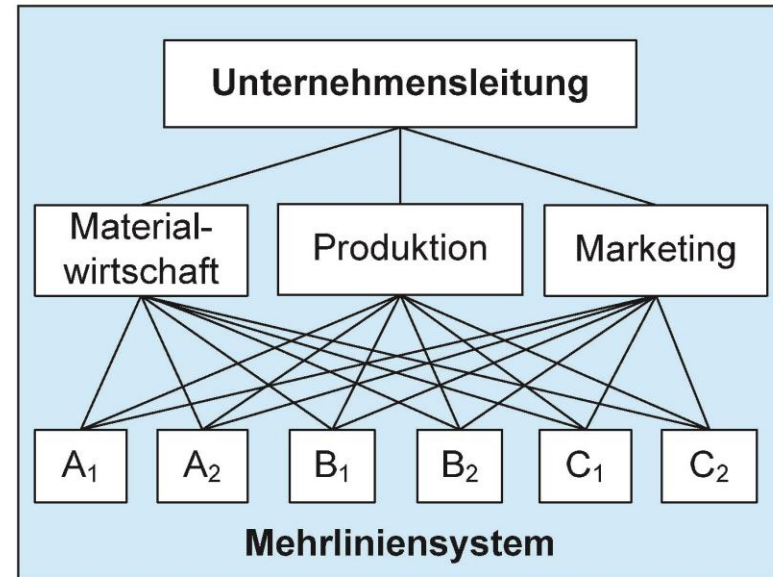 Unternehmensleitung
Material-
wirtschaft
Produktion
Marketing
A₁
A₂
B₁
B₂
C₁
C₂
Mehrliniensystem